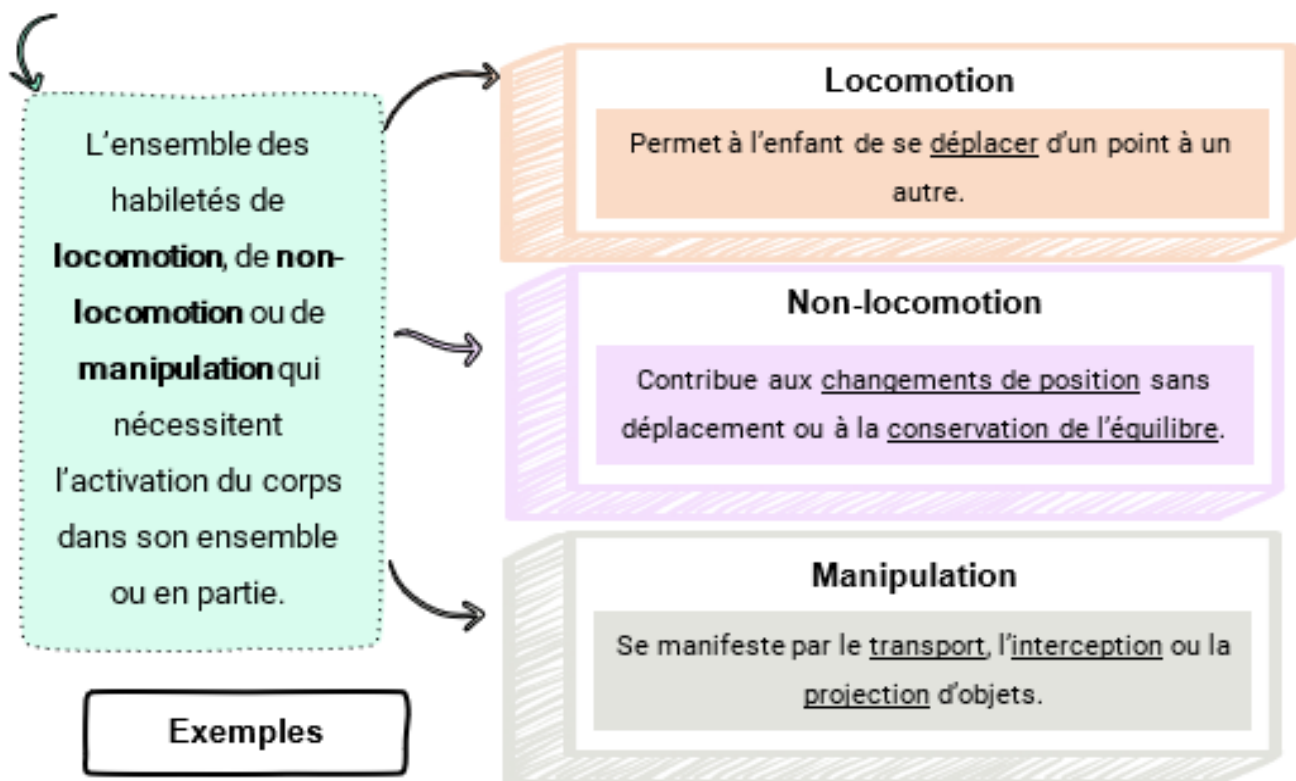 L'ensemble des
habiletés de
locomotion, de non-
locomotion ou de
manipulation qui
nécessitent
l'activation du corps
dans son ensemble
ou en partie.
Exemples
Locomotion
Permet à l'enfant de se déplacer d'un point à un
autre.
Non-locomotion
Contribue aux changements de position sans
déplacement ou à la conservation de l'équilibre.
Manipulation
Se manifeste par le transport, l'interception ou la
projection d'objets.